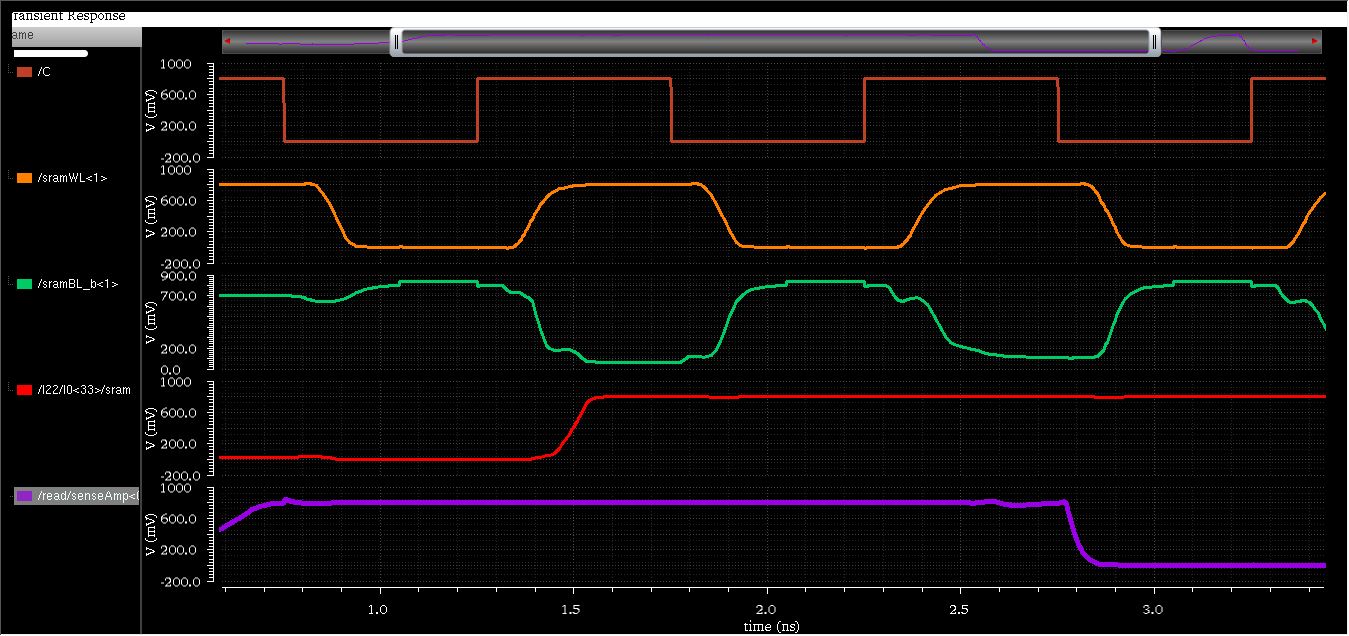 ransient Response
ame
/C
1000
600.0
200.0
-200.0
V (mV)
/sramWL<1>
1000
600.0
200.0
-200.0
V (mV)
/sramBL_b<1>
900.0
700.0
200.0
0.0
V (mV)
/I22/I0<33>/sram
1000
600.0
200.0
-200.0
V (mV)
/read/senseAmp<
1000
600.0
200.0
-200.0
V (mV)
1.0 1.5 2.0 2.5 3.0
time (ns)